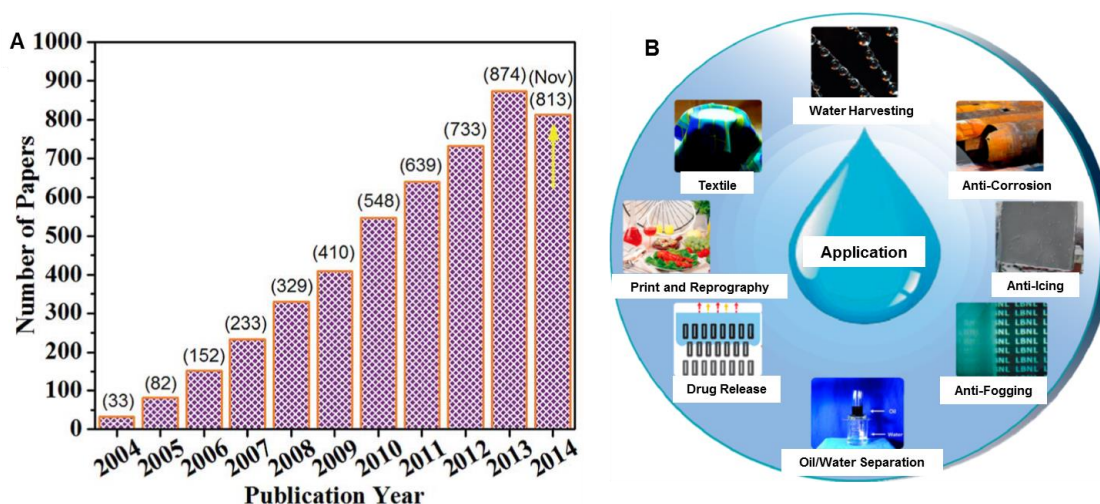 A
1000
900
800
700
600
500
400
300
200
100
0
Number of Papers
(33)
(82)
(152)
(233)
(329)
(410)
(548)
(639)
(733)
(874)
(Nov)
(813)
2004
2005
2006
2007
2008
2009
2010
2011
2012
2013
2014
Publication Year
B
Water Harvesting
Textile
Anti-Corrosion
Application
Print and Reprography
Anti-Icing
LBNL
Drug Release
Anti-Fogging
Oil
Water
Oil/Water Separation